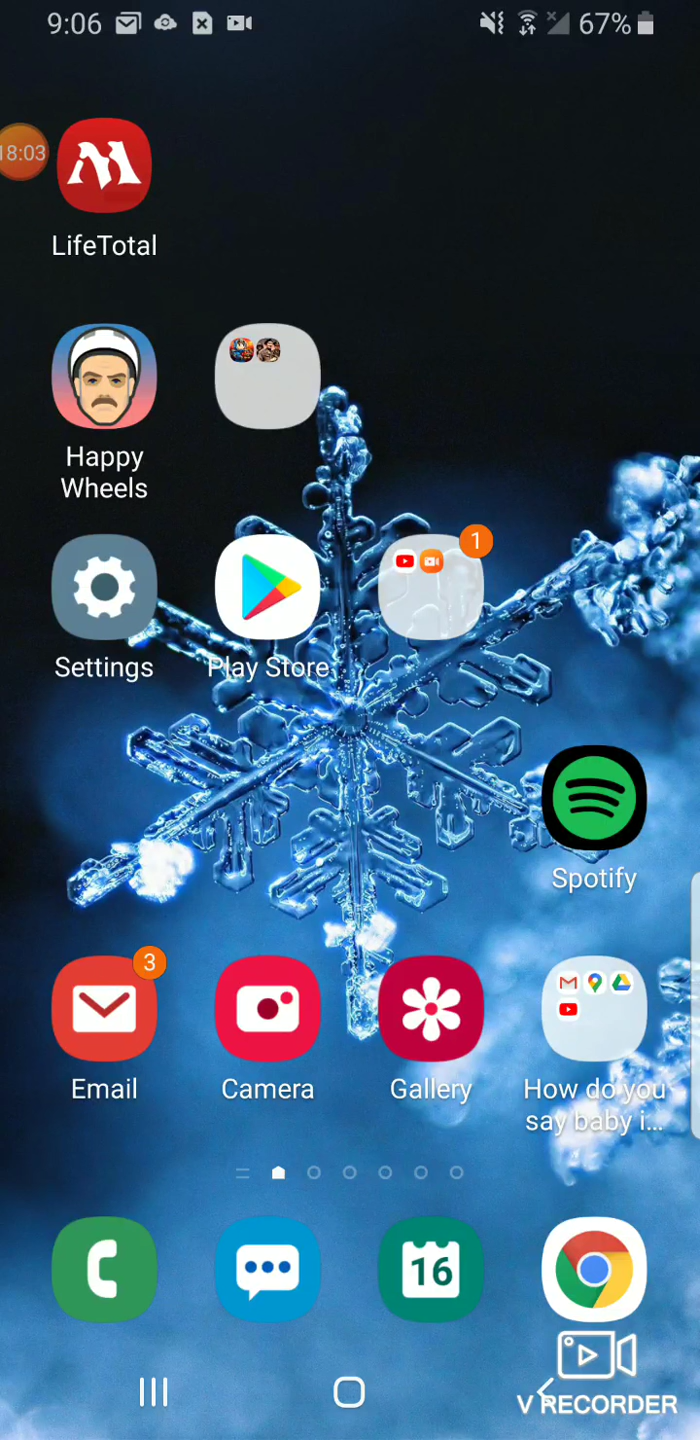 9:06
67%
18:03
LifeTotal
Happy
Wheels
1
Settings
Play Store
Spotify
3
Email
Camera
Gallery
How do you
say baby i...
16
V RECORDER